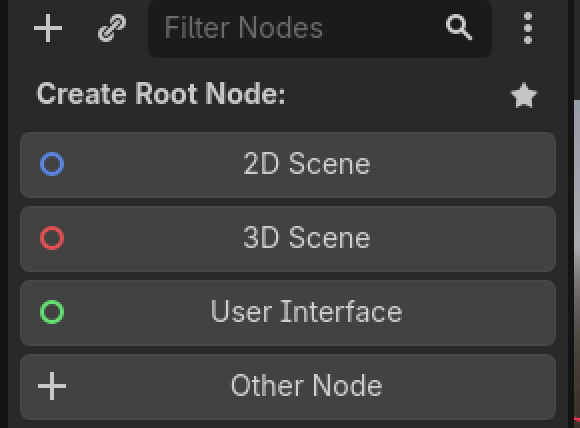 Filter Nodes
Create Root Node:
2D Scene
3D Scene
User Interface
Other Node